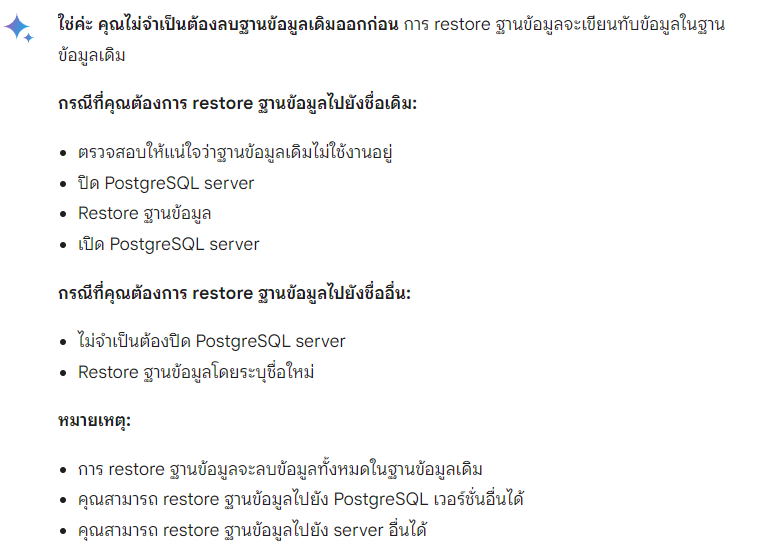 ใช่ค่ะ คุณไม่จำเป็นต้องลบฐานข้อมูลเดิมออกก่อน การ restore ฐานข้อมูลจะเขียนทับข้อมูลในฐาน
ข้อมูลเดิม
กรณีที่คุณต้องการ restore ฐานข้อมูลไปยังชื่อเดิม:
• ตรวจสอบให้แน่ใจว่าฐานข้อมูลเดิมไม่ใช้งานอยู่
• ปิด PostgreSQL server
• Restore ฐานข้อมูล
• เปิด PostgreSQL server
กรณีที่คุณต้องการ restore ฐานข้อมูลไปยังชื่ออื่น:
• ไม่จำเป็นต้องปิด PostgreSQL server
• Restore ฐานข้อมูลโดยระบุชื่อใหม่
หมายเหตุ:
• การ restore ฐานข้อมูลจะลบข้อมูลทั้งหมดในฐานข้อมูลเดิม
• คุณสามารถ restore ฐานข้อมูลไปยัง PostgreSQL เวอร์ชั่นอื่นได้
• คุณสามารถ restore ฐานข้อมูลไปยัง server อื่นได้